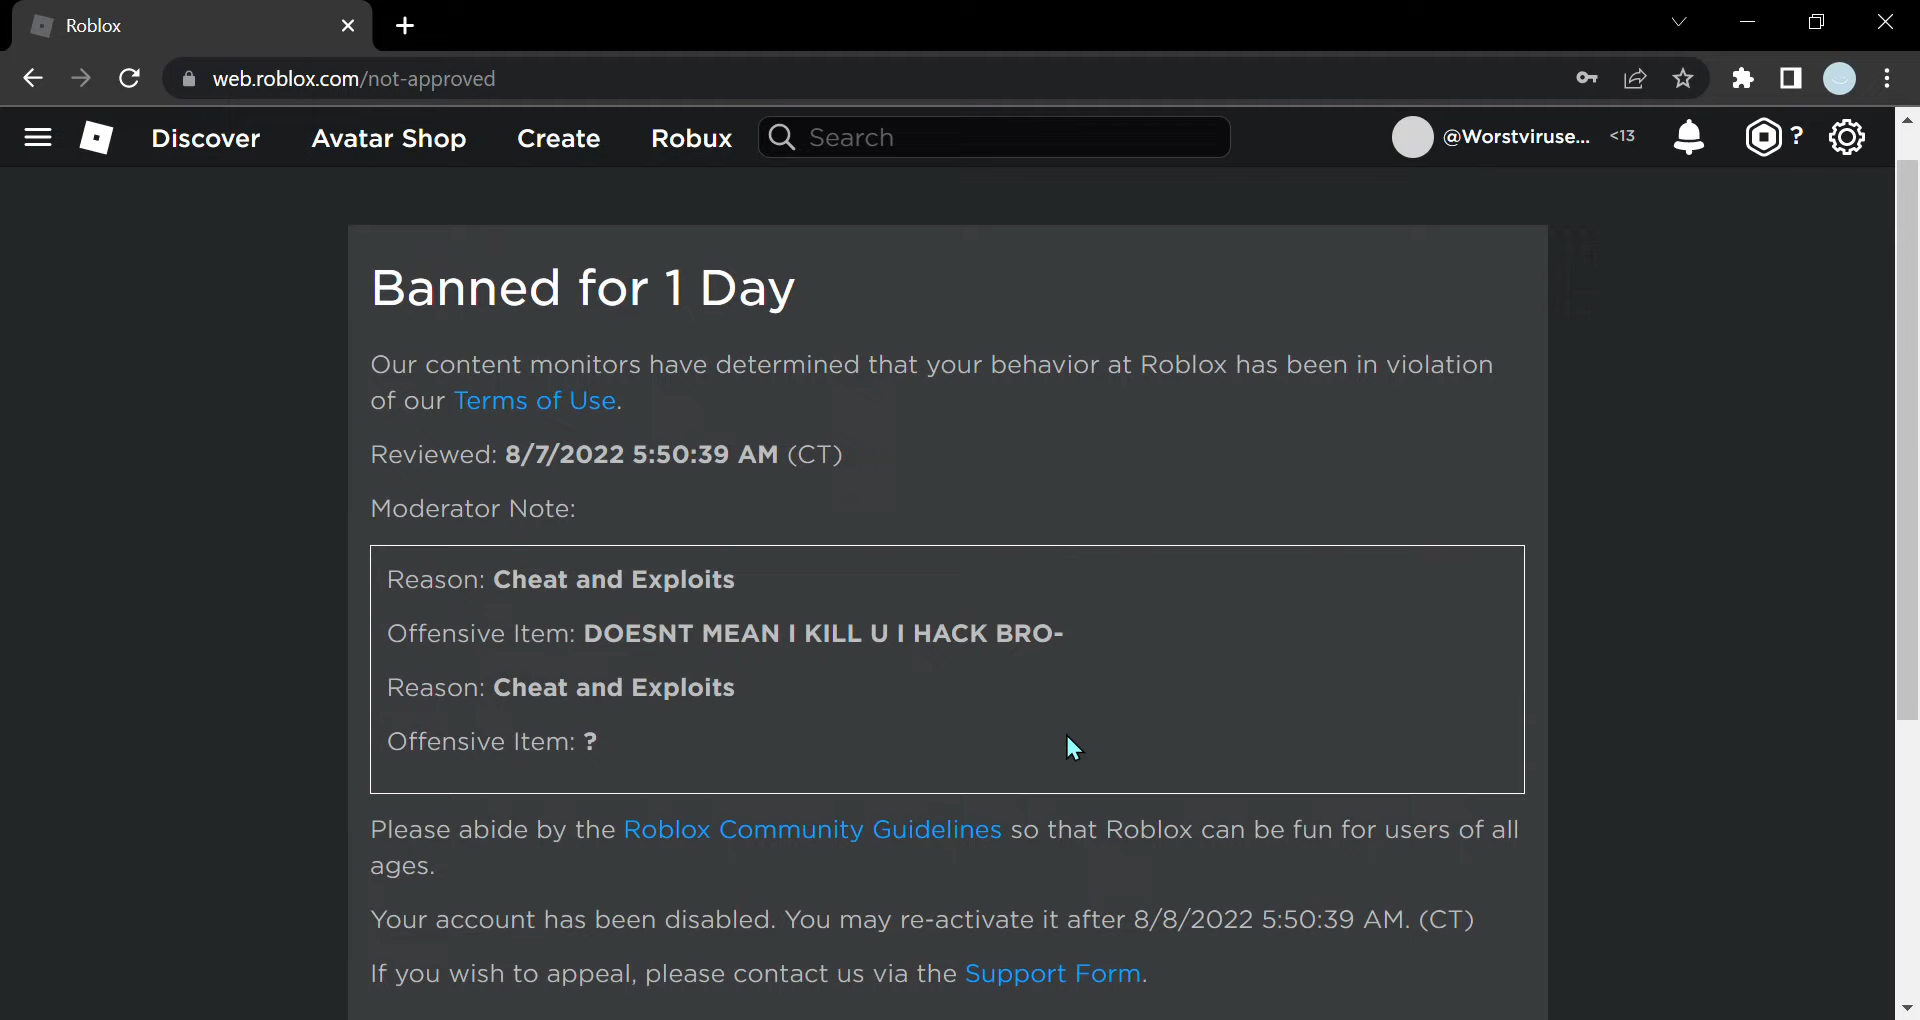 Roblox
web.roblox.com/not-approved
Discover Avatar Shop Create Robux Search @Worstviruse... <13 ?
Banned for 1 Day
Our content monitors have determined that your behavior at Roblox has been in violation
of our Terms of Use.
Reviewed: 8/7/2022 5:50:39 AM (CT)
Moderator Note:
Reason: Cheat and Exploits
Offensive Item: DOESNT MEAN I KILL U I HACK BRO-
Reason: Cheat and Exploits
Offensive Item: ?
Please abide by the Roblox Community Guidelines so that Roblox can be fun for users of all
ages.
Your account has been disabled. You may re-activate it after 8/8/2022 5:50:39 AM. (CT)
If you wish to appeal, please contact us via the Support Form.